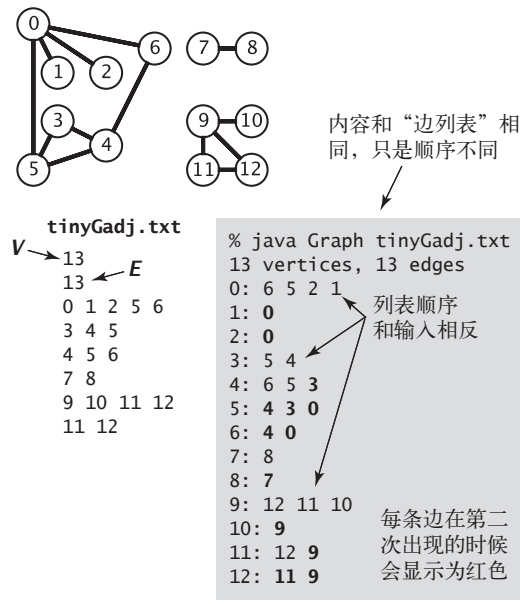 0
6
7 8
1 2
3
9 10
4
5
11 12
内容和“边列表”相
同，只是顺序不同
tinyGadj.txt
V
13
E
13
0 1 2 5 6
3 4 5
4 5 6
7 8
9 10 11 12
11 12
% java Graph tinyGadj.txt
13 vertices, 13 edges
0: 6 5 2 1
1: 0
2: 0
3: 5 4
4: 6 5 3
5: 4 3 0
6: 4 0
7: 8
8: 7
9: 12 11 10
10: 9
11: 12 9
12: 11 9
列表顺序
和输入相反
每条边在第二
次出现的时候
会显示为红色